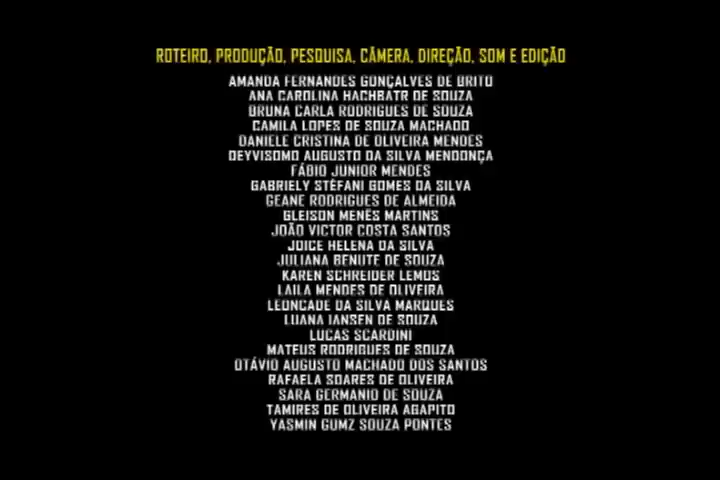 ROTEIRO, PRODUÇÃO, PESQUISA, CÂMERA, DIREÇÃO, SOM E EDIÇÃO
AMANDA FERNANDES GONÇALVES DE BRITO
ANA CAROLINA HACHBATR DE SOUZA
BRUNA CARLA RODRIGUES DE SOUZA
CAMILA LOPES DE SOUZA MACHADO
DANIELE CRISTINA DE OLIVEIRA MENDES
DEYVISOMO AUGUSTO DA SILVA MENDONÇA
FÁBIO JUNIOR MENDES
GABRIELY STÉFANI GOMES DA SILVA
GEANE RODRIGUES DE ALMEIDA
GLEISON MENÊS MARTINS
JOÃO VICTOR COSTA SANTOS
JOICE HELENA DA SILVA
JULIANA BENUTE DE SOUZA
KAREN SCHREIDER LEMOS
LAILA MENDES DE OLIVEIRA
LEONCADE DA SILVA MARQUES
LUANA IANSEN DE SOUZA
LUCAS SCARDINI
MATEUS RODRIGUES DE SOUZA
OTÁVIO AUGUSTO MACHADO DOS SANTOS
RAFAELA SOARES DE OLIVEIRA
SARA GERMANIO DE SOUZA
TAMIRES DE OLIVEIRA AGAPITO
YASMIN GUMZ SOUZA PONTES